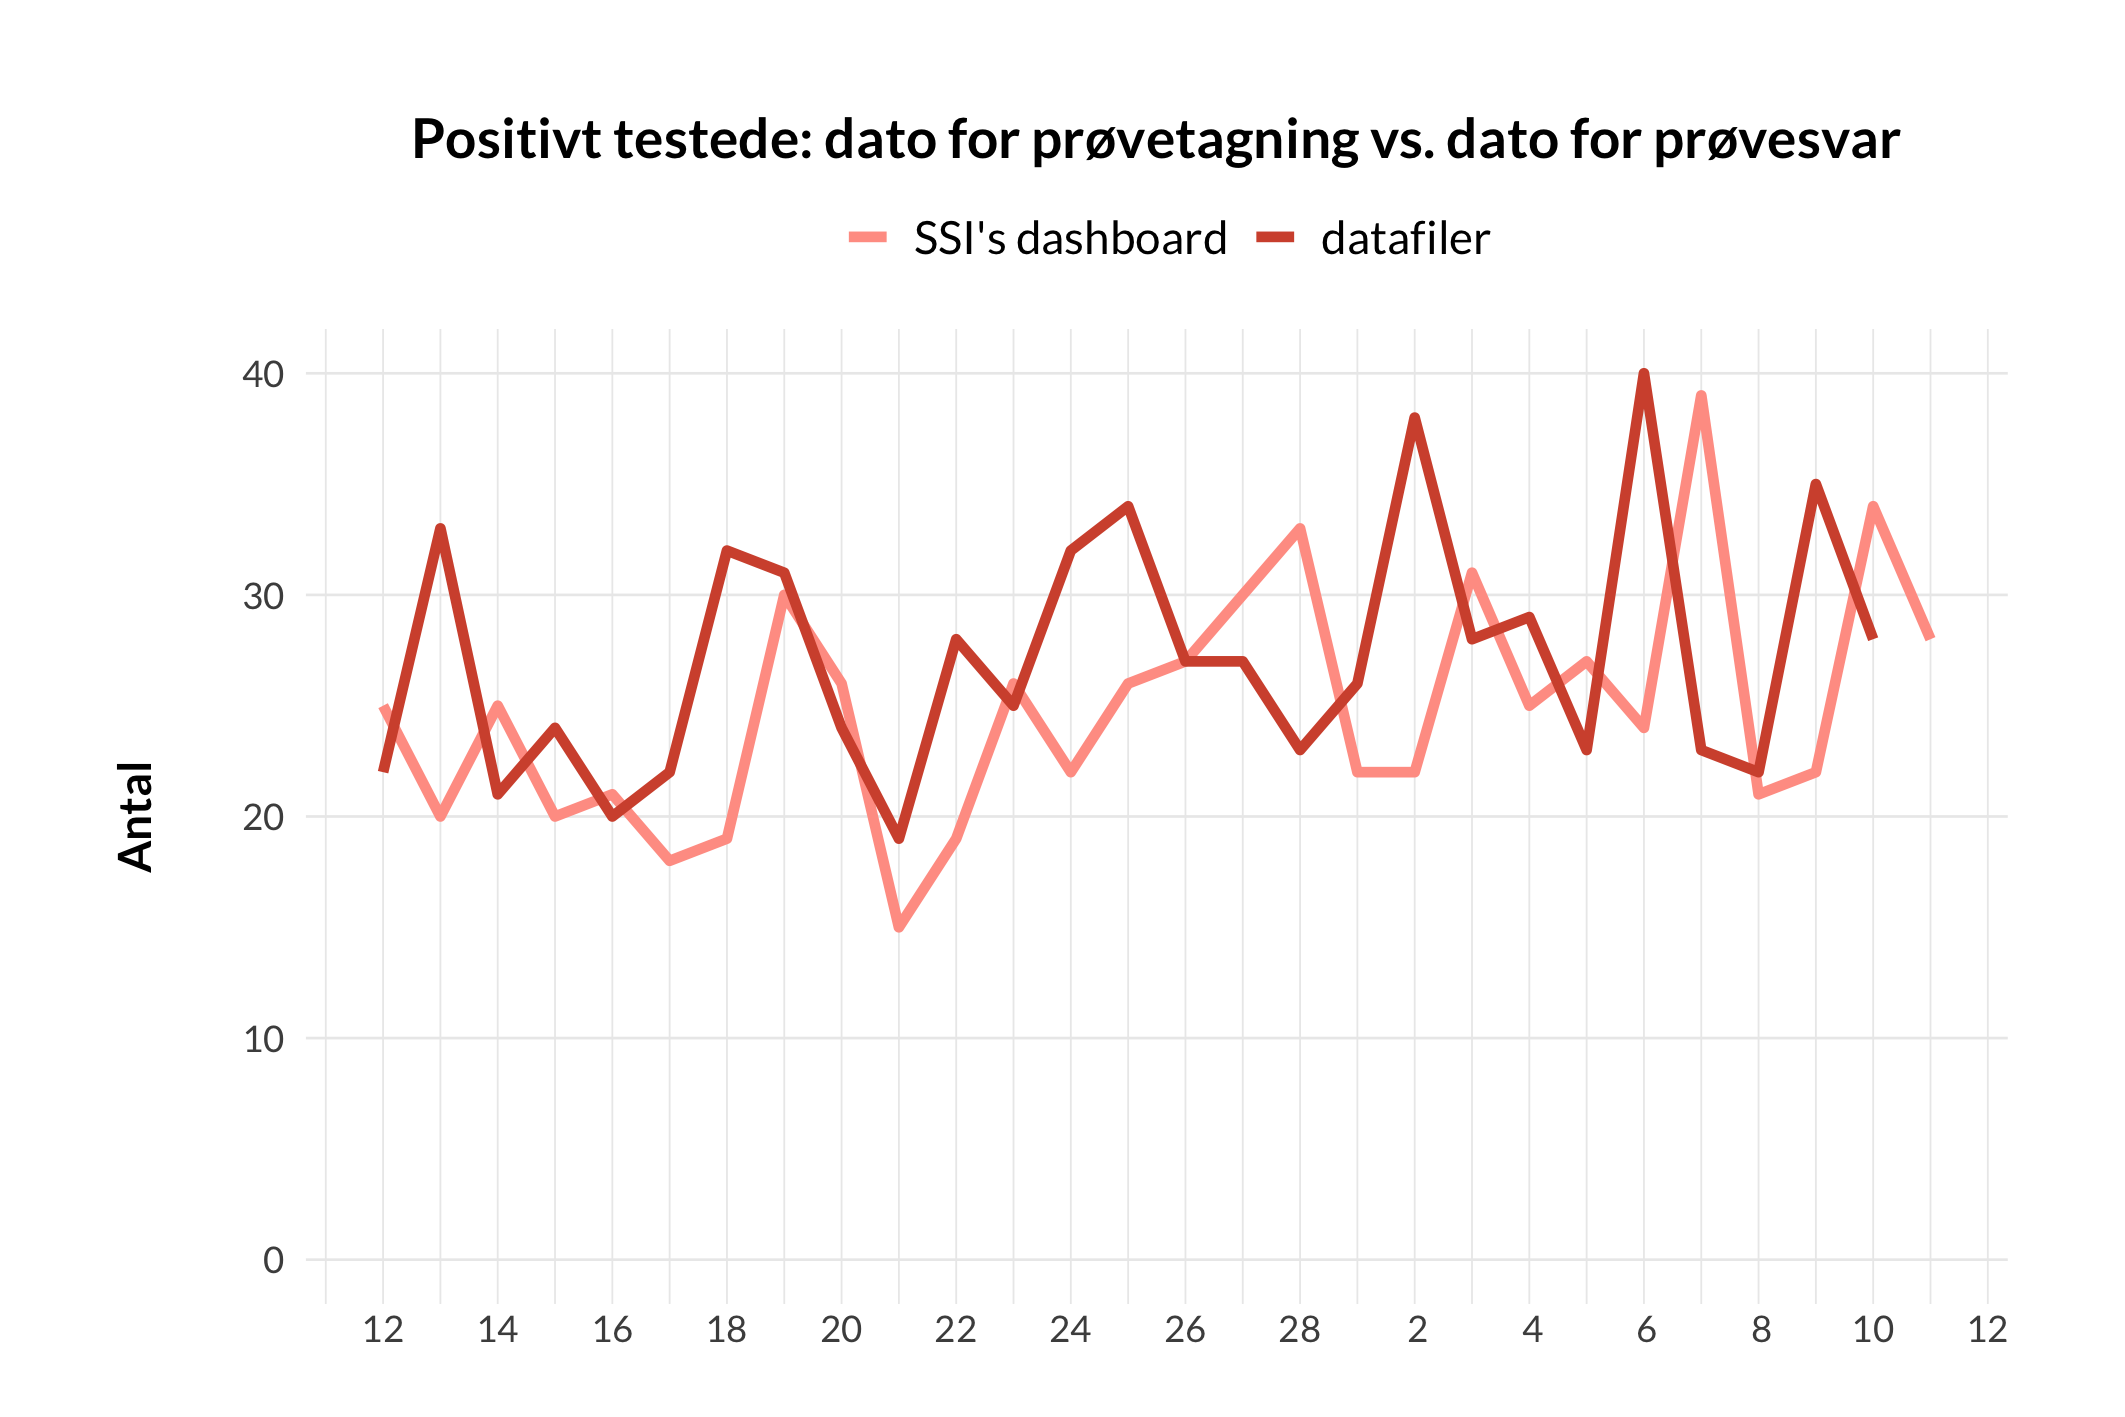 Positivt testede: dato for prøvetagning vs. dato for prøvesvar
SSI's dashboard datafiler
Antal
40
30
20
10
0
12 14 16 18 20 22 24 26 28 2 4 6 8 10 12